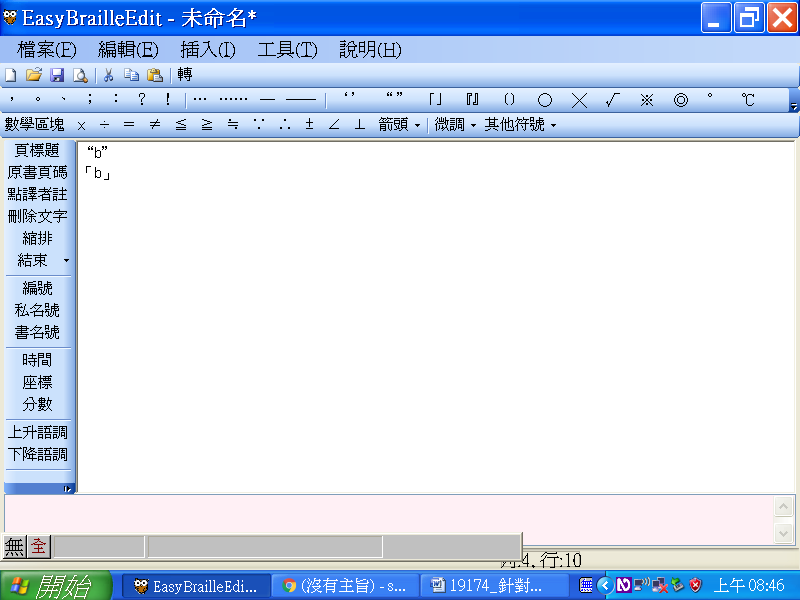 EasyBrailleEdit - 未命名*
檔案(F) 編輯(E) 插入(I) 工具(T) 說明(H)
轉
， 。 、 ； ： ？ ！ … …… — —— ‘’ “” 「」 『』 () ○ ╳ √ ※ ◎ ° ℃
數學區塊 x ÷ = ≠ ≦ ≧ ≒ ∵ ∴ ± ∠ ⊥ 箭頭 微調 其他符號
頁標題
原書頁碼
點譯者註
刪除文字
縮排
結束
編號
私名號
書名號
時間
座標
分數
上升語調
下降語調
“b”
「b」
無 全
列:4, 行:10
開始 EasyBrailleEdi... (沒有主旨) - s... 19174_針對... 上午 08:46